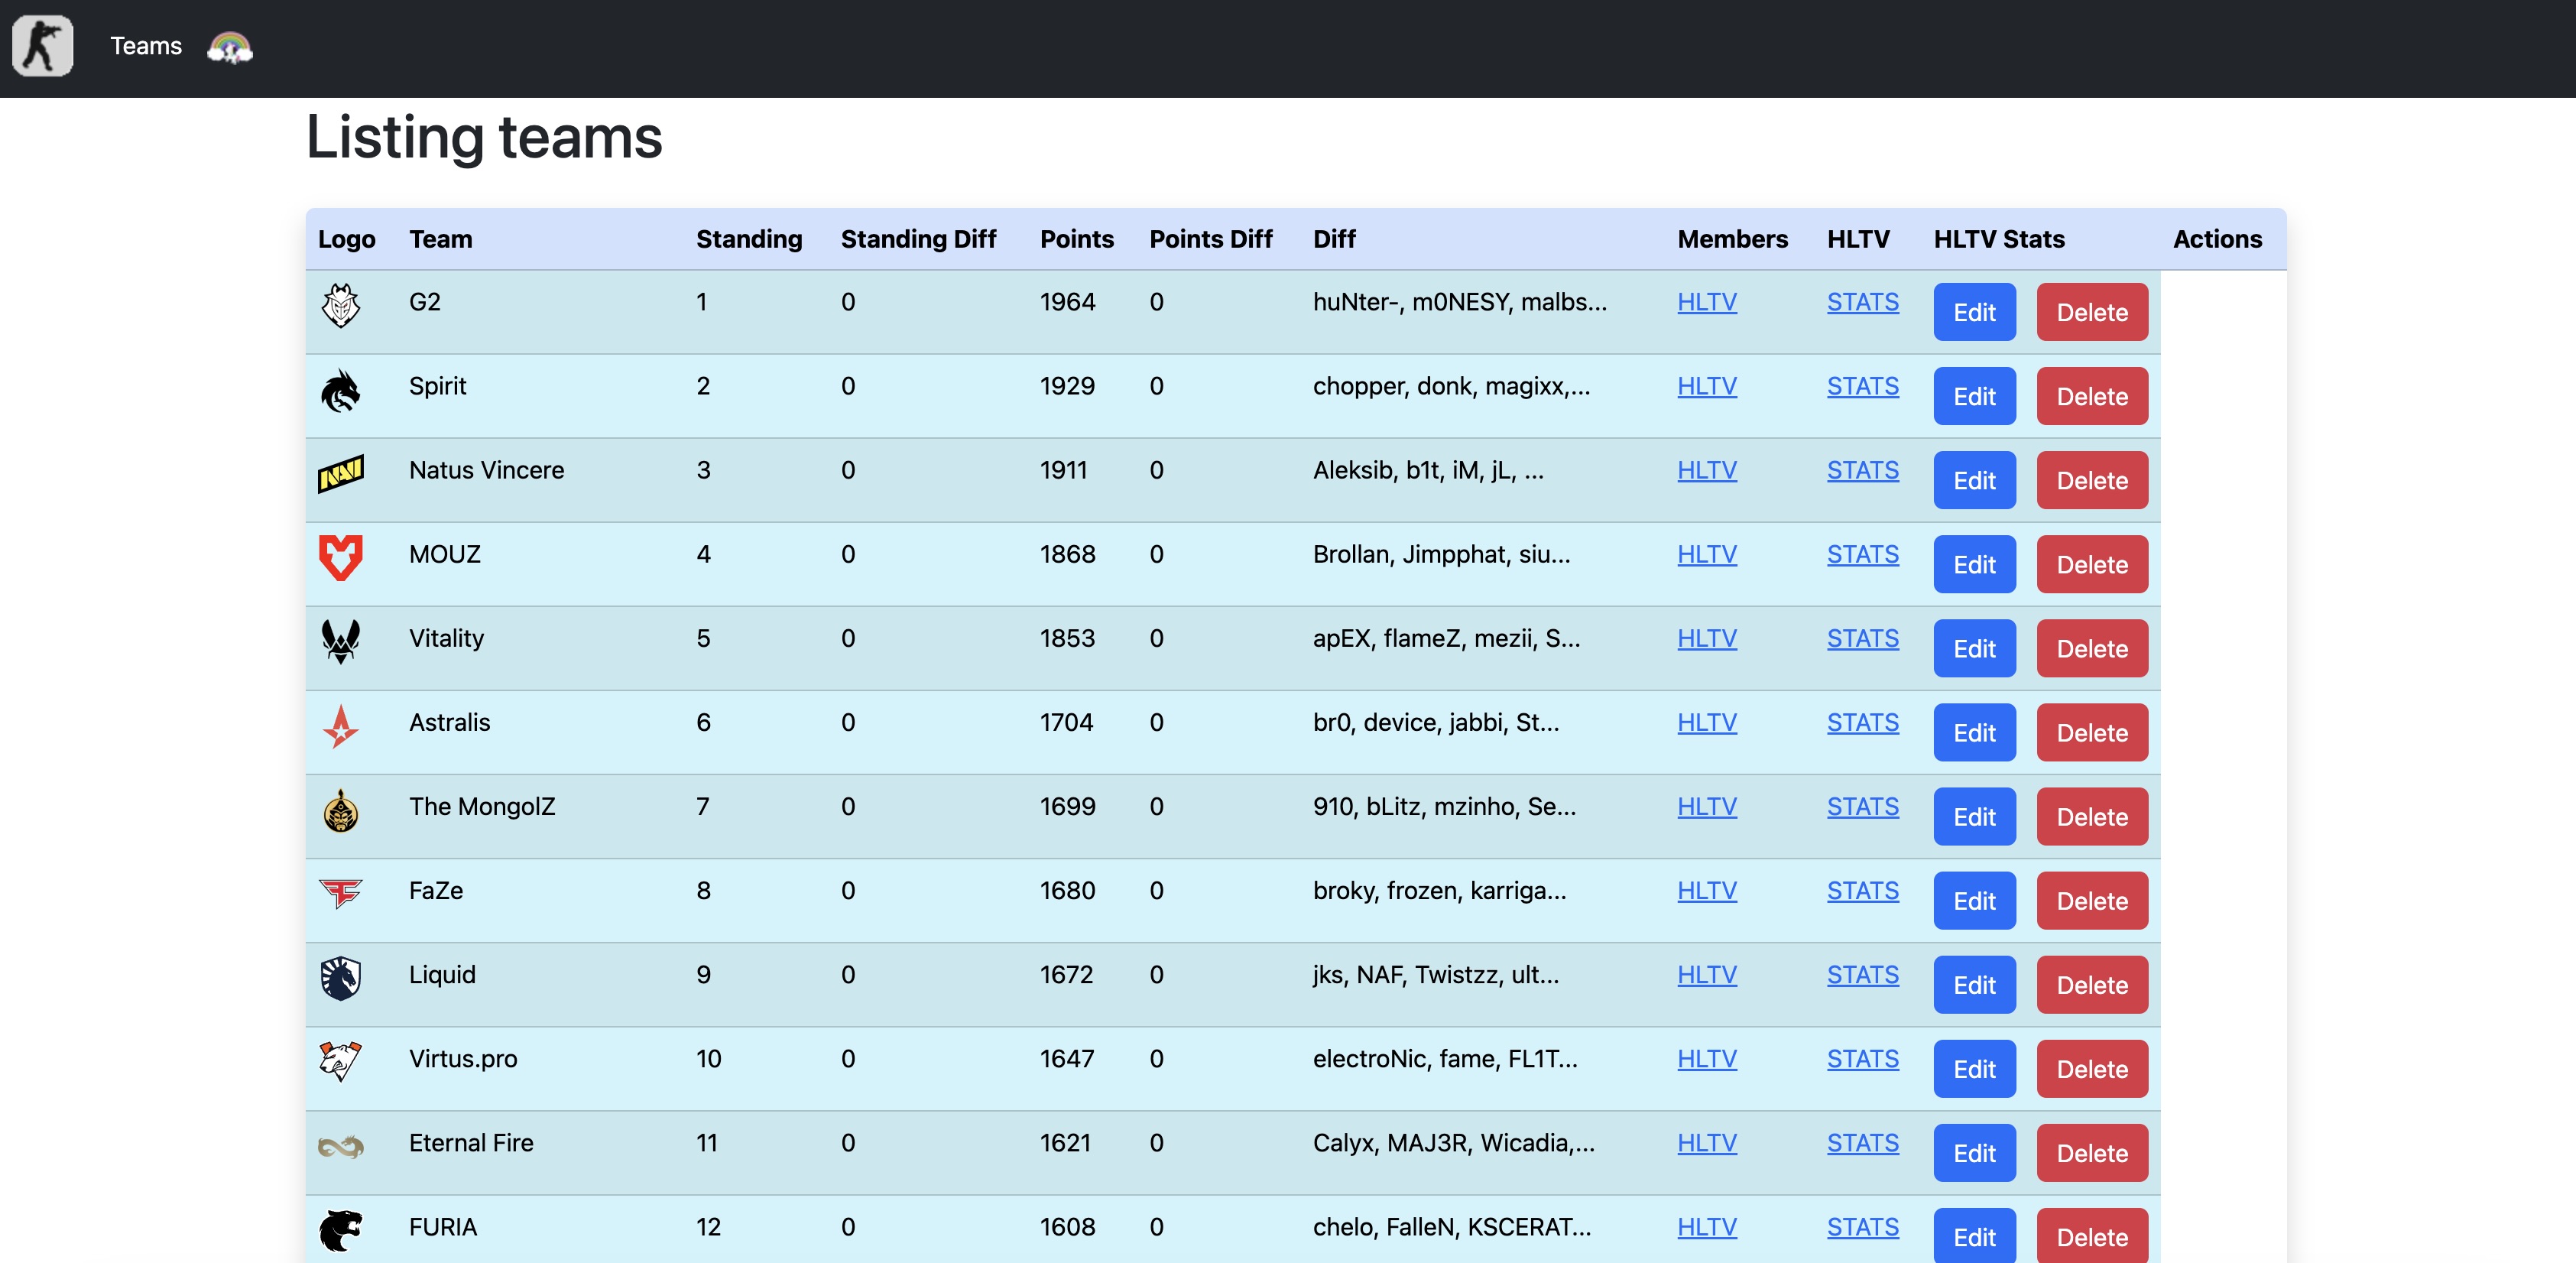 Teams
Listing teams
Logo Team Standing Standing Diff Points Points Diff Diff Members HLTV HLTV Stats Actions
G2 1 0 1964 0 huNter-, m0NESY, malbs... HLTV STATS Edit Delete
Spirit 2 0 1929 0 chopper, donk, magixx,... HLTV STATS Edit Delete
Natus Vincere 3 0 1911 0 Aleksib, b1t, iM, jL, ... HLTV STATS Edit Delete
MOUZ 4 0 1868 0 Brollan, Jimpphat, siu... HLTV STATS Edit Delete
Vitality 5 0 1853 0 apEX, flameZ, mezii, S... HLTV STATS Edit Delete
Astralis 6 0 1704 0 br0, device, jabbi, St... HLTV STATS Edit Delete
The MongolZ 7 0 1699 0 910, bLitz, mzinho, Se... HLTV STATS Edit Delete
FaZe 8 0 1680 0 broky, frozen, karriga... HLTV STATS Edit Delete
Liquid 9 0 1672 0 jks, NAF, Twistzz, ult... HLTV STATS Edit Delete
Virtus.pro 10 0 1647 0 electroNic, fame, FL1T... HLTV STATS Edit Delete
Eternal Fire 11 0 1621 0 Calyx, MAJ3R, Wicadia,... HLTV STATS Edit Delete
FURIA 12 0 1608 0 chelo, FalleN, KSCERAT... HLTV STATS Edit Delete